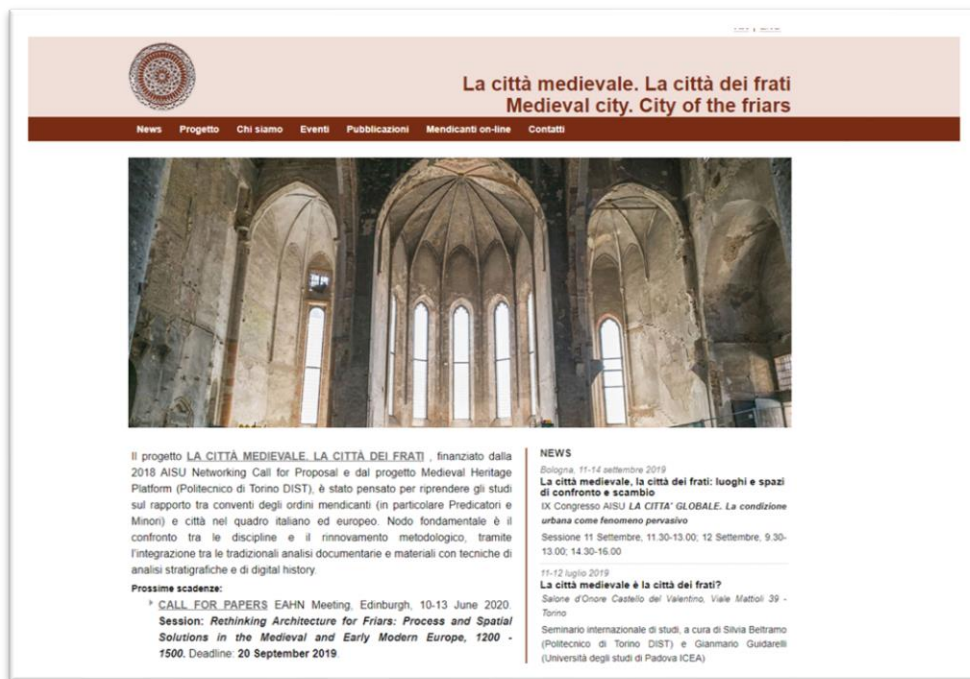 La città medievale. La città dei frati
Medieval city. City of the friars
News Progetto Chi siamo Eventi Pubblicazioni Mendicanti on-line Contatti
Il progetto LA CITTÀ MEDIEVALE. LA CITTÀ DEI FRATI , finanziato dalla
2018 AISU Networking Call for Proposal e dal progetto Medieval Heritage
Platform (Politecnico di Torino DIST), è stato pensato per riprendere gli studi
sul rapporto tra conventi degli ordini mendicanti (in particolare Predicatori e
Minori) e città nel quadro italiano ed europeo. Nodo fondamentale è il
confronto tra le discipline e il rinnovamento metodologico, tramite
l'integrazione tra le tradizionali analisi documentarie e materiali con tecniche di
analisi stratigrafiche e di digital history.
Prossime scadenze:
CALL FOR PAPERS EAHN Meeting, Edinburgh, 10-13 June 2020.
Session: Rethinking Architecture for Friars: Process and Spatial
Solutions in the Medieval and Early Modern Europe, 1200 -
1500. Deadline: 20 September 2019.
NEWS
Bologna, 11-14 settembre 2019
La città medievale, la città dei frati: luoghi e spazi
di confronto e scambio
IX Congresso AISU LA CITTA' GLOBALE. La condizione
urbana come fenomeno pervasivo
Sessione 11 Settembre, 11.30-13.00; 12 Settembre, 9.30-
13.00; 14.30-16.00
11-12 luglio 2019
La città medievale è la città dei frati?
Salone d'Onore Castello del Valentino, Viale Mattioli 39 -
Torino
Seminario internazionale di studi, a cura di Silvia Beltramo
(Politecnico di Torino DIST) e Gianmario Guidarelli
(Università degli studi di Padova ICEA)